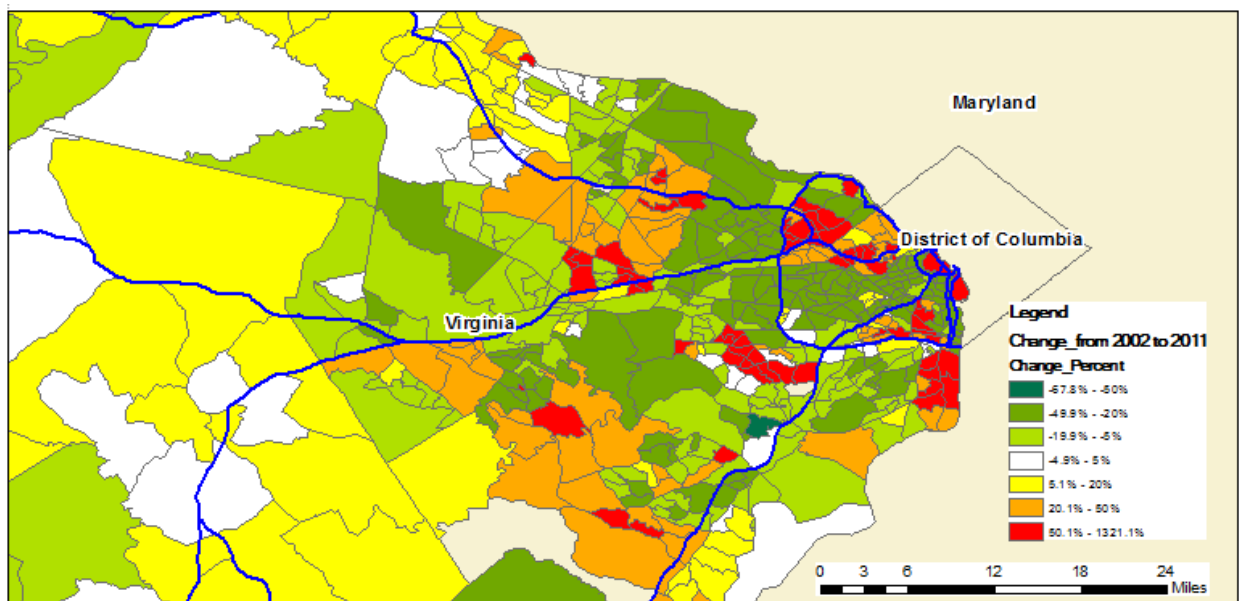 Maryland
District of Columbia
Virginia
Legend
Change_from 2002 to 2011
Change_Percent
-67.8% - -50%
-49.9% - -20%
-19.9% - -5%
-4.9% - 5%
5.1% - 20%
20.1% - 50%
50.1% - 1321.1%
0 3 6 12 18 24
Miles